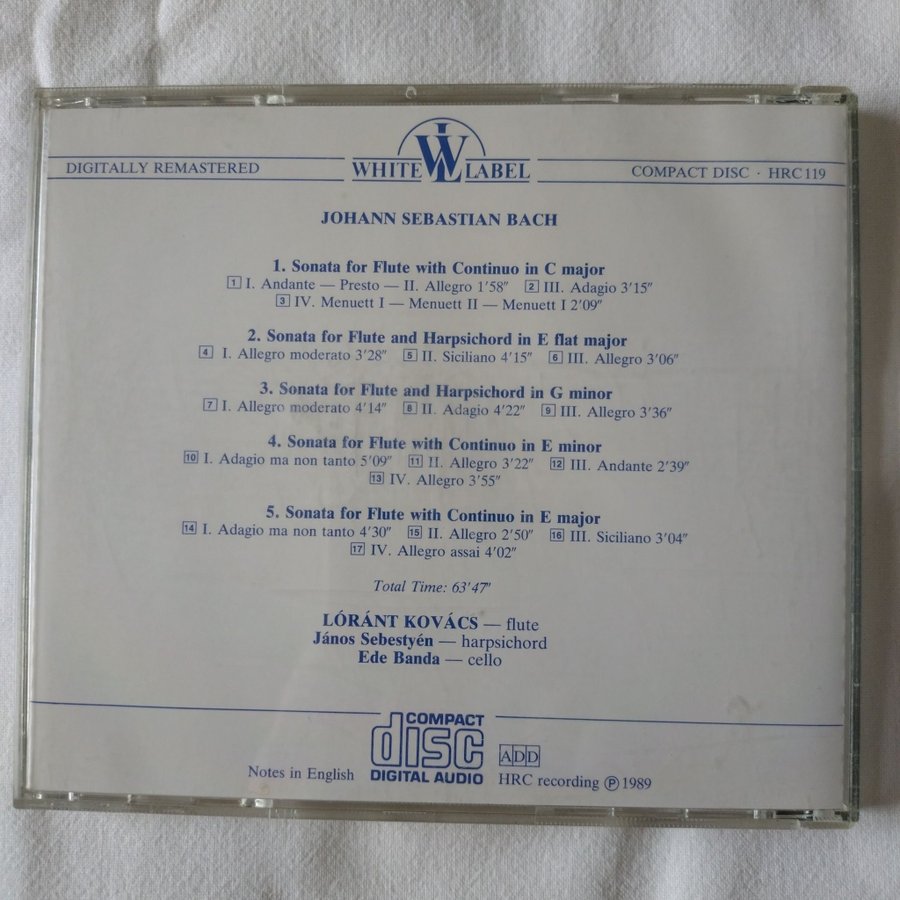 DIGITALLY REMASTERED
WL
WHITE LABEL
COMPACT DISC · HRC 119
JOHANN SEBASTIAN BACH
1. Sonata for Flute with Continuo in C major
1 I. Andante — Presto — II. Allegro 1’58” 2 III. Adagio 3’15”
3 IV. Menuett I — Menuett II — Menuett I 2’09”
2. Sonata for Flute and Harpsichord in E flat major
4 I. Allegro moderato 3’28” 5 II. Siciliano 4’15” 6 III. Allegro 3’06”
3. Sonata for Flute and Harpsichord in G minor
7 I. Allegro moderato 4’14” 8 II. Adagio 4’22” 9 III. Allegro 3’36”
4. Sonata for Flute with Continuo in E minor
10 I. Adagio ma non tanto 5’09” 11 II. Allegro 3’22” 12 III. Andante 2’39”
13 IV. Allegro 3’55”
5. Sonata for Flute with Continuo in E major
14 I. Adagio ma non tanto 4’30” 15 II. Allegro 2’50” 16 III. Siciliano 3’04”
17 IV. Allegro assai 4’02”
Total Time: 63’47”
LÓRÁNT KOVÁCS — flute
János Sebestyén — harpsichord
Ede Banda — cello
Notes in English
COMPACT
disc
DIGITAL AUDIO
ADD
HRC recording Ⓟ 1989